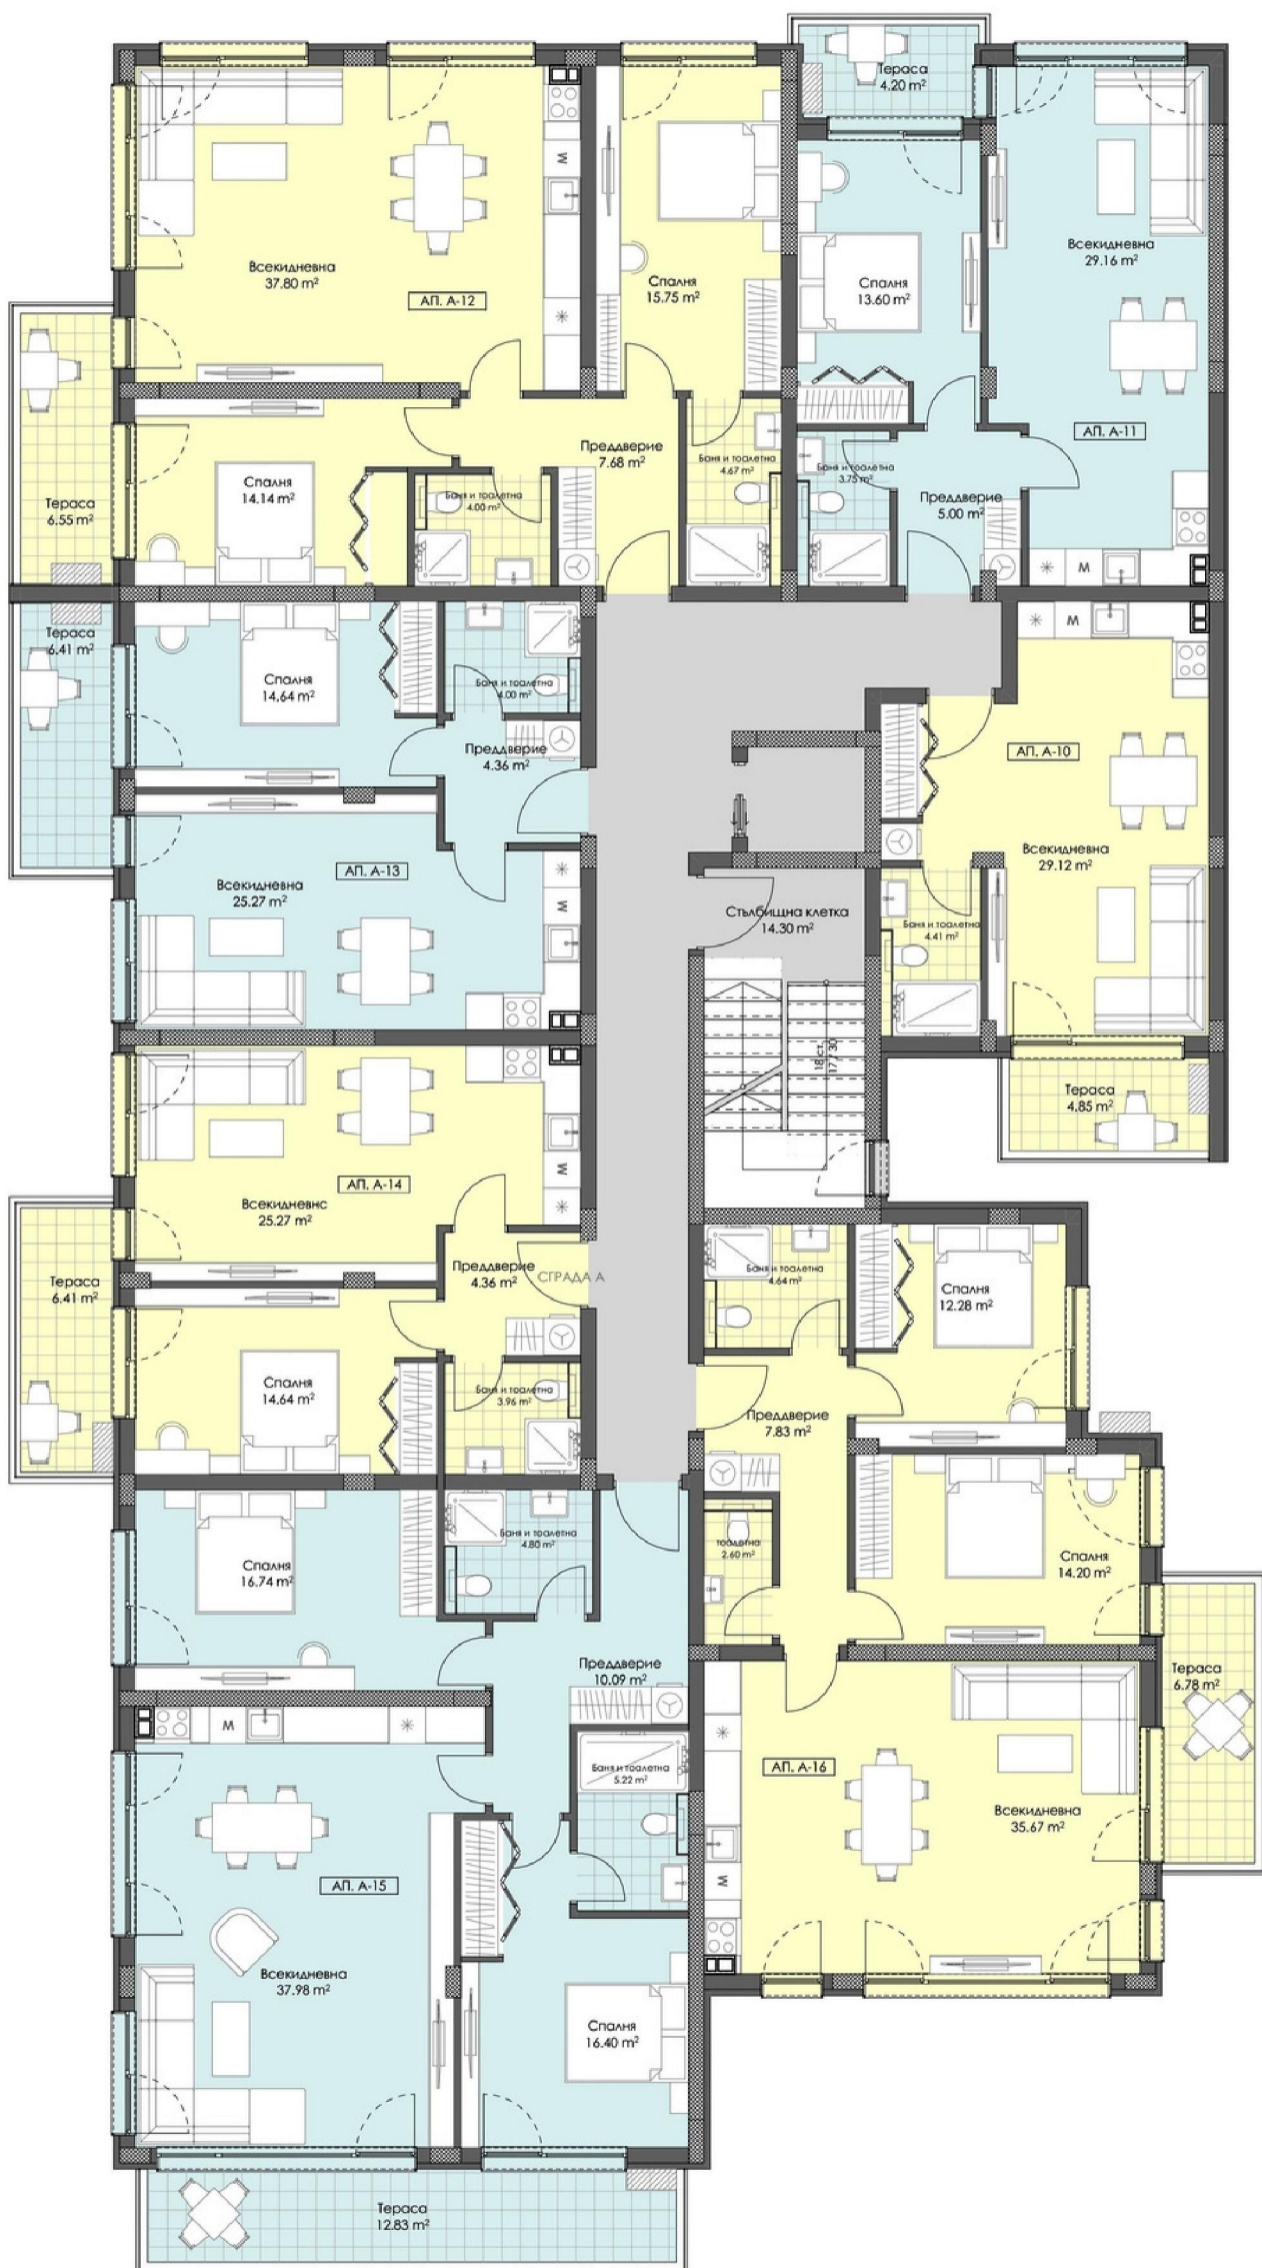 Тераса
4.20 m²
Всекидневна
29.16 m²
Всекидневна
37.80 m²
АП. А-12
M
Спалня
15.75 m²
Спалня
13.60 m²
АП. А-11
Преддверие
7.68 m²
Баня и тоалетна
4.67 m²
Баня и тоалетна
3.75 m²
Спалня
14.14 m²
Баня и тоалетна
4.00 m²
Тераса
6.55 m²
Преддверие
5.00 m²
M
Тераса
6.41 m²
M
Спалня
14.64 m²
Баня и тоалетна
4.00 m²
Преддверие
4.36 m²
АП. А-10
Всекидневна
29.12 m²
АП. А-13
Всекидневна
25.27 m²
M
Стълбищна клетка
14.30 m²
Баня и тоалетна
4.41 m²
18 ст.
17 / 30
Тераса
4.85 m²
M
АП. А-14
Всекидневнс
25.27 m²
Преддверие
4.36 m²
СГРАДА А
Тераса
6.41 m²
Баня и тоалетна
4.64 m²
Спалня
12.28 m²
Спалня
14.64 m²
Баня и тоалетна
3.96 m²
Преддверие
7.83 m²
Баня и тоалетна
4.80 m²
тоалетна
2.60 m²
Спалня
14.20 m²
Спалня
16.74 m²
Преддверие
10.09 m²
Тераса
6.78 m²
M
Баня и тоалетна
5.22 m²
АП. А-16
Всекидневна
35.67 m²
M
АП. А-15
Всекидневна
37.98 m²
Спалня
16.40 m²
Тераса
12.83 m²